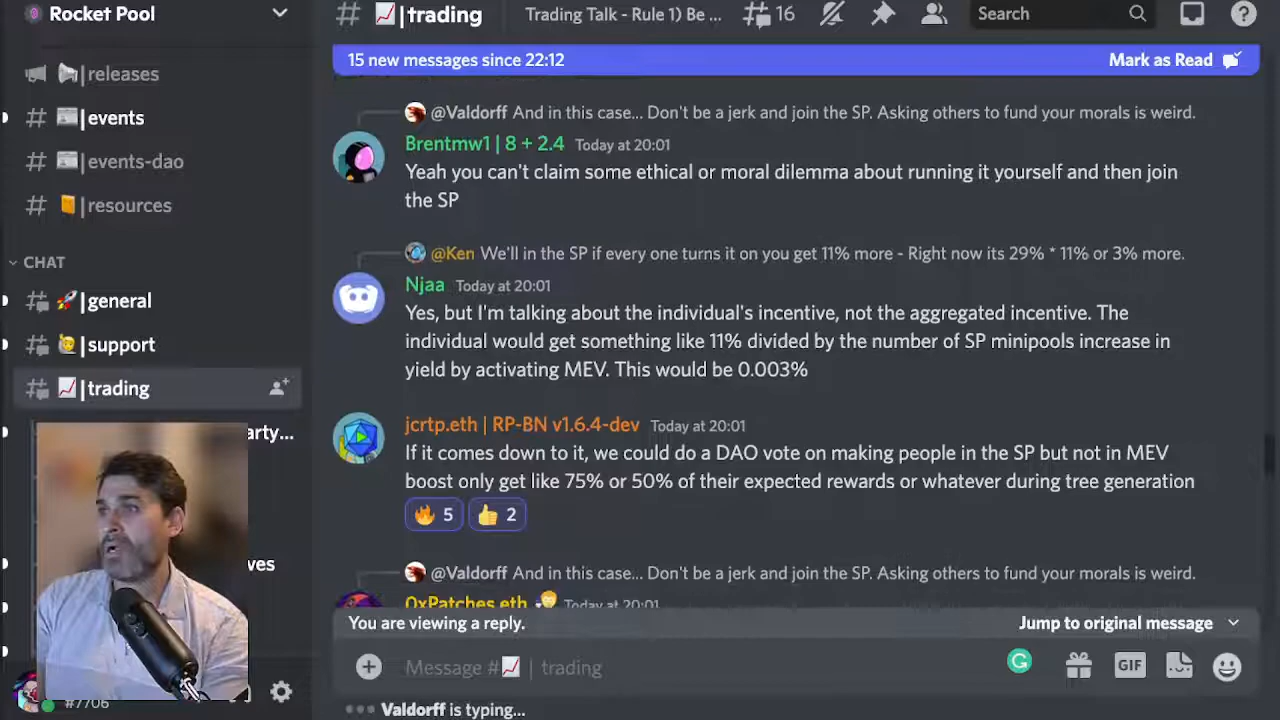 Rocket Pool
releases
events
events-dao
resources
CHAT
general
support
trading
arty...
ves
#7706
# | trading
Trading Talk - Rule 1) Be ...
16
Search
15 new messages since 22:12
Mark as Read
@Valdorff And in this case... Don't be a jerk and join the SP. Asking others to fund your morals is weird.
Brentmw1 | 8 + 2.4 Today at 20:01
Yeah you can't claim some ethical or moral dilemma about running it yourself and then join
the SP
@Ken We'll in the SP if every one turns it on you get 11% more - Right now its 29% * 11% or 3% more.
Njaa Today at 20:01
Yes, but I'm talking about the individual's incentive, not the aggregated incentive. The
individual would get something like 11% divided by the number of SP minipools increase in
yield by activating MEV. This would be 0.003%
jcrtp.eth | RP-BN v1.6.4-dev Today at 20:01
If it comes down to it, we could do a DAO vote on making people in the SP but not in MEV
boost only get like 75% or 50% of their expected rewards or whatever during tree generation
5 2
@Valdorff And in this case... Don't be a jerk and join the SP. Asking others to fund your morals is weird.
0xPatches.eth Today at 20:01
You are viewing a reply.
Jump to original message
Message # | trading
GIF
Valdorff is typing...